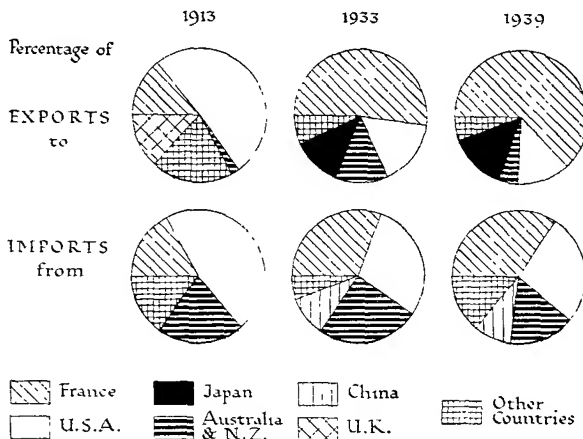 1913 1933 1939
Percentage of
EXPORTS
to
IMPORTS
from
France Japan China Other Countries
U.S.A. Australia & N.Z. U.K.